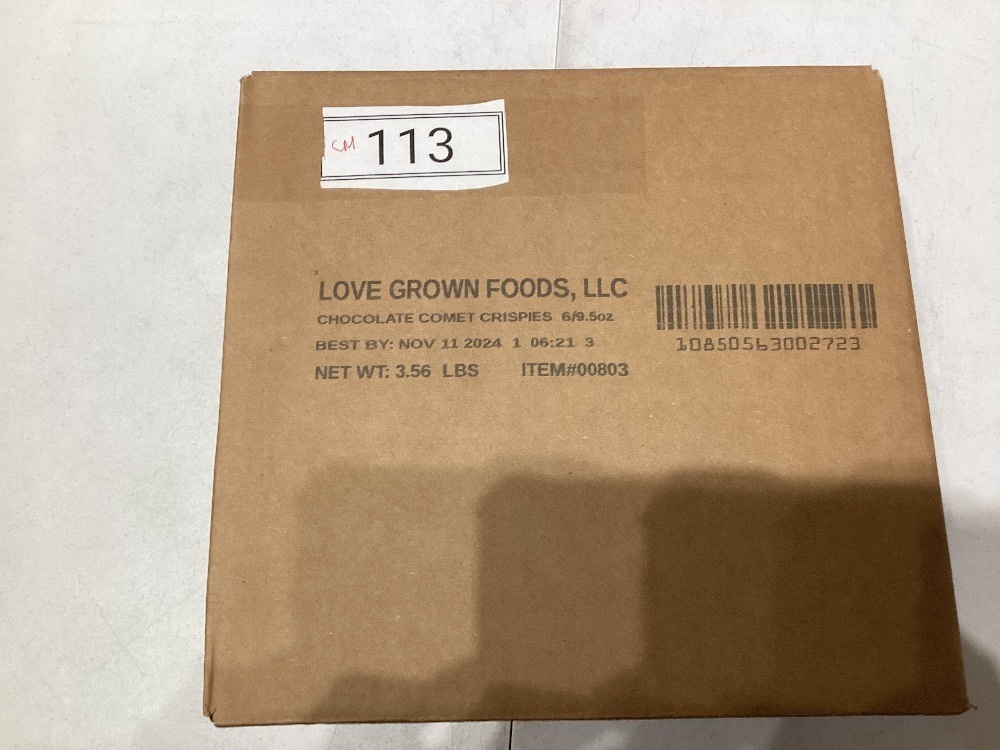 CM 113
LOVE GROWN FOODS, LLC
CHOCOLATE COMET CRISPIES 6/9.5oz
BEST BY: NOV 11 2024 1 06:21 3
NET WT: 3.56 LBS ITEM#00803
10850563002723